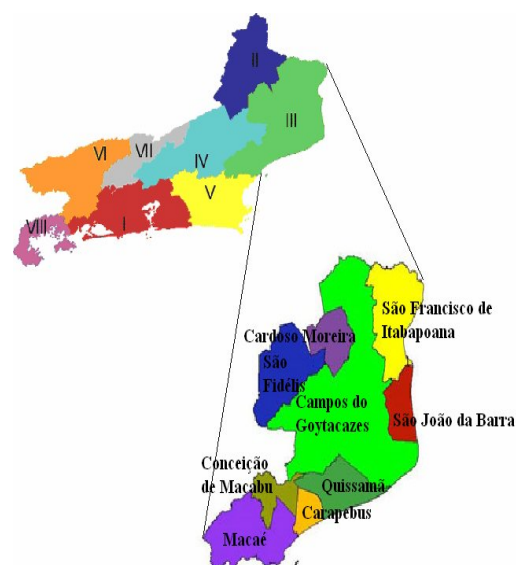 II
III
VII
VI
IV
V
VIII
I
São Francisco de
Itabapoana
Cardoso Moreira
São
Fidélis
Campos do
Goytacazes
São João da Barra
Conceição
de Macabu
Quissamã
Carapebus
Macaé